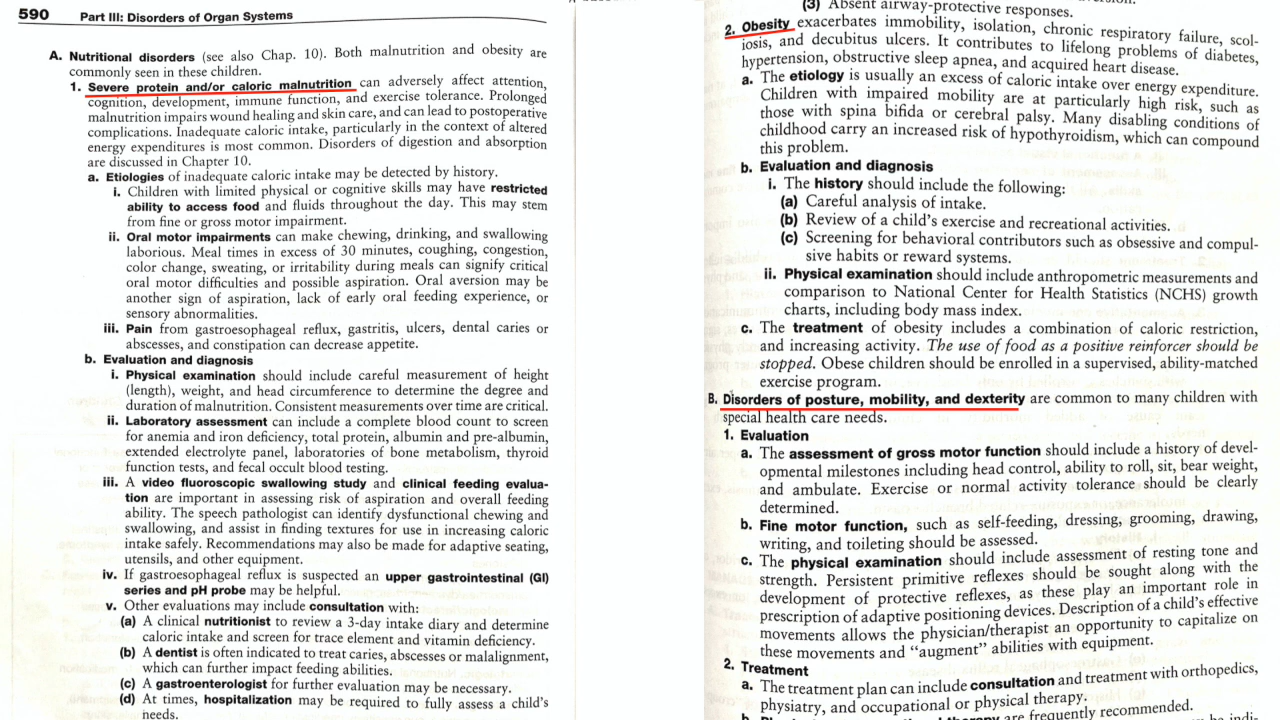 590 Part III: Disorders of Organ Systems
A. Nutritional disorders (see also Chap. 10). Both malnutrition and obesity are
commonly seen in these children.
1. Severe protein and/or caloric malnutrition can adversely affect attention,
cognition, development, immune function, and exercise tolerance. Prolonged
malnutrition impairs wound healing and skin care, and can lead to postoperative
complications. Inadequate caloric intake, particularly in the context of altered
energy expenditures is most common. Disorders of digestion and absorption
are discussed in Chapter 10.
a. Etiologies of inadequate caloric intake may be detected by history.
i. Children with limited physical or cognitive skills may have restricted
ability to access food and fluids throughout the day. This may stem
from fine or gross motor impairment.
ii. Oral motor impairments can make chewing, drinking, and swallowing
laborious. Meal times in excess of 30 minutes, coughing, congestion,
color change, sweating, or irritability during meals can signify critical
oral motor difficulties and possible aspiration. Oral aversion may be
another sign of aspiration, lack of early oral feeding experience, or
sensory abnormalities.
iii. Pain from gastroesophageal reflux, gastritis, ulcers, dental caries or
abscesses, and constipation can decrease appetite.
b. Evaluation and diagnosis
i. Physical examination should include careful measurement of height
(length), weight, and head circumference to determine the degree and
duration of malnutrition. Consistent measurements over time are critical.
ii. Laboratory assessment can include a complete blood count to screen
for anemia and iron deficiency, total protein, albumin and pre-albumin,
extended electrolyte panel, laboratories of bone metabolism, thyroid
function tests, and fecal occult blood testing.
iii. A video fluoroscopic swallowing study and clinical feeding evalua-
tion are important in assessing risk of aspiration and overall feeding
ability. The speech pathologist can identify dysfunctional chewing and
swallowing, and assist in finding textures for use in increasing caloric
intake safely. Recommendations may also be made for adaptive seating,
utensils, and other equipment.
iv. If gastroesophageal reflux is suspected an upper gastrointestinal (GI)
series and pH probe may be helpful.
v. Other evaluations may include consultation with:
(a) A clinical nutritionist to review a 3-day intake diary and determine
caloric intake and screen for trace element and vitamin deficiency.
(b) A dentist is often indicated to treat caries, abscesses or malalignment,
which can further impact feeding abilities.
(c) A gastroenterologist for further evaluation may be necessary.
(d) At times, hospitalization may be required to fully assess a child's
needs.
(3) Absent airway-protective responses.
2. Obesity exacerbates immobility, isolation, chronic respiratory failure, scol-
iosis, and decubitus ulcers. It contributes to lifelong problems of diabetes,
hypertension, obstructive sleep apnea, and acquired heart disease.
a. The etiology is usually an excess of caloric intake over energy expenditure.
Children with impaired mobility are at particularly high risk, such as
those with spina bifida or cerebral palsy. Many disabling conditions of
childhood carry an increased risk of hypothyroidism, which can compound
this problem.
b. Evaluation and diagnosis
i. The history should include the following:
(a) Careful analysis of intake.
(b) Review of a child's exercise and recreational activities.
(c) Screening for behavioral contributors such as obsessive and compul-
sive habits or reward systems.
ii. Physical examination should include anthropometric measurements and
comparison to National Center for Health Statistics (NCHS) growth
charts, including body mass index.
c. The treatment of obesity includes a combination of caloric restriction,
and increasing activity. The use of food as a positive reinforcer should be
stopped. Obese children should be enrolled in a supervised, ability-matched
exercise program.
B. Disorders of posture, mobility, and dexterity are common to many children with
special health care needs.
1. Evaluation
a. The assessment of gross motor function should include a history of devel-
opmental milestones including head control, ability to roll, sit, bear weight,
and ambulate. Exercise or normal activity tolerance should be clearly
determined.
b. Fine motor function, such as self-feeding, dressing, grooming, drawing,
writing, and toileting should be assessed.
c. The physical examination should include assessment of resting tone and
strength. Persistent primitive reflexes should be sought along with the
development of protective reflexes, as these play an important role in
prescription of adaptive positioning devices. Description of a child's effective
movements allows the physician/therapist an opportunity to capitalize on
these movements and "augment" abilities with equipment.
2. Treatment
a. The treatment plan can include consultation and treatment with orthopedics,
physiatry, and occupational or physical therapy.
are frequently recommended.